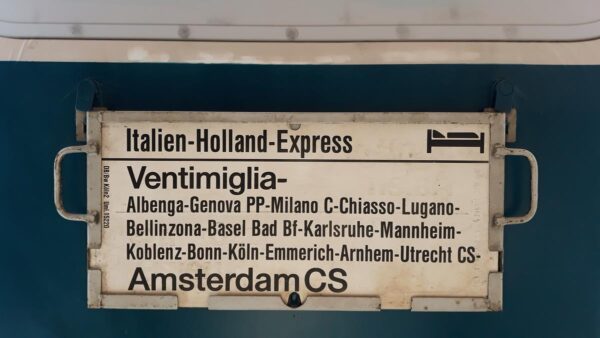 Italien-Holland-Express
Ventimiglia-
Albenga-Genova PP-Milano C-Chiasso-Lugano-
Bellinzona-Basel Bad Bf-Karlsruhe-Mannheim-
Koblenz-Bonn-Köln-Emmerich-Arnhem-Utrecht CS-
Amsterdam CS